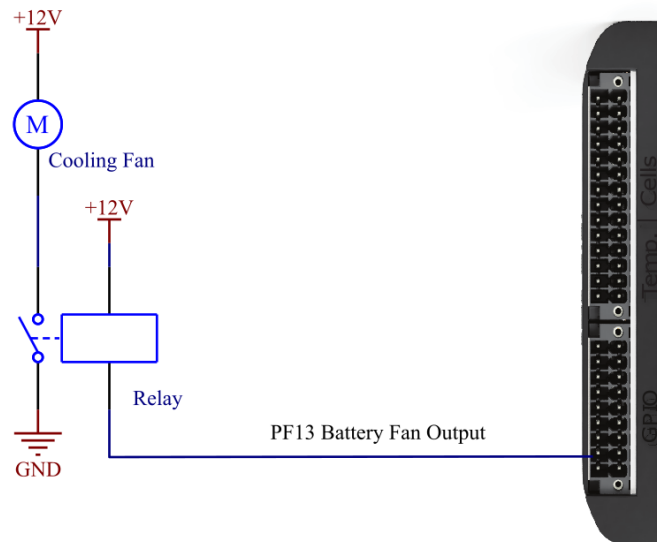 +12V
M
Cooling Fan
+12V
Relay
PF13 Battery Fan Output
GND
Temp. | Cells
GPIO